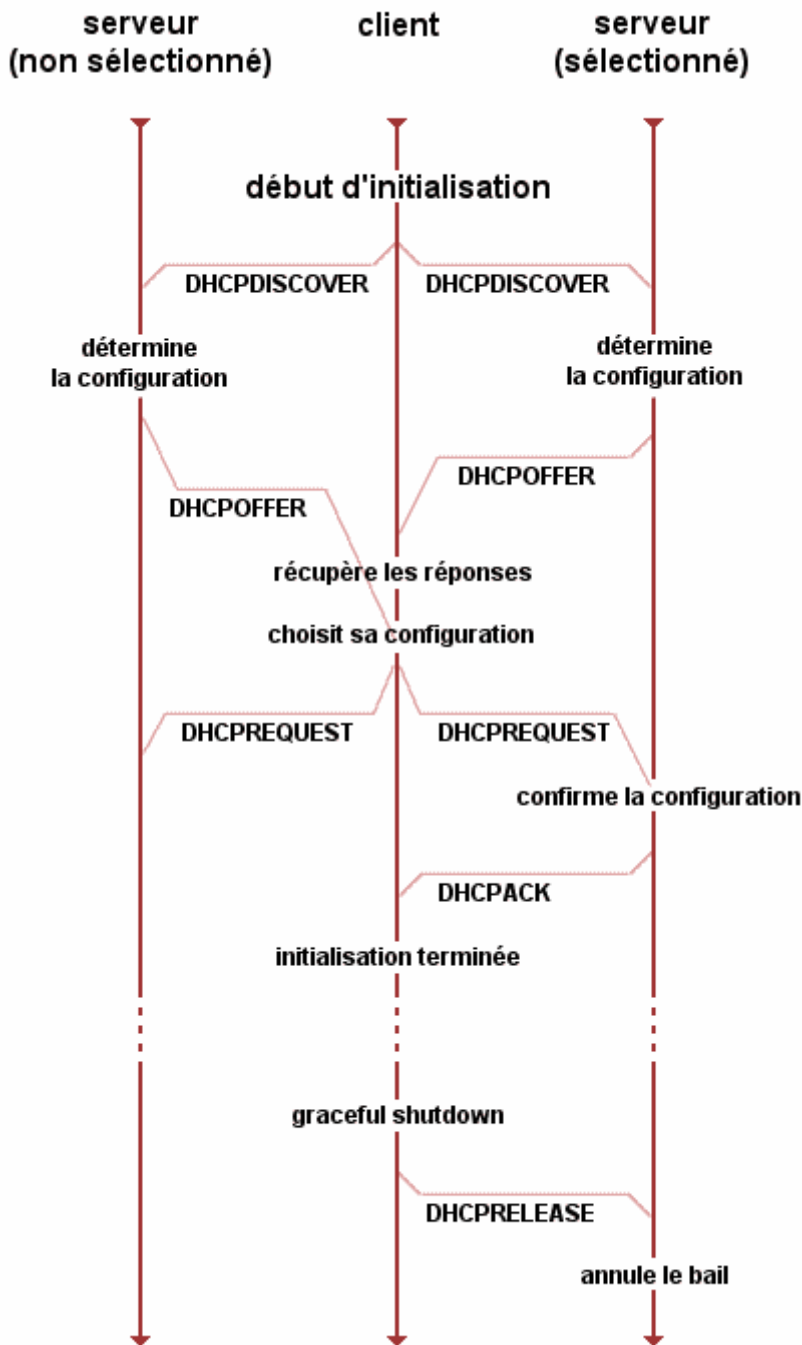 serveur
(non sélectionné)
client
serveur
(sélectionné)
début d'initialisation
DHCPDISCOVER
DHCPDISCOVER
détermine
la configuration
détermine
la configuration
DHCPOFFER
DHCPOFFER
récupère les réponses
choisit sa configuration
DHCPREQUEST
DHCPREQUEST
confirme la configuration
DHCPACK
initialisation terminée
graceful shutdown
DHCPRELEASE
annule le bail